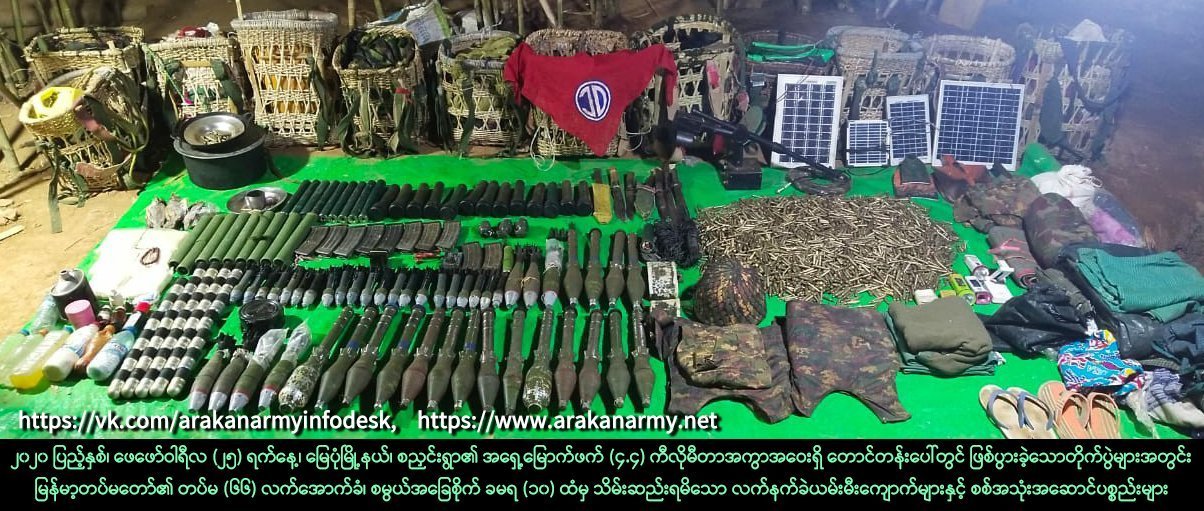 https://vk.com/arakanarmyinfodesk, https://www.arakanarmy.net
၂၀၂၀ ပြည့်နှစ်၊ ဖေဖော်ဝါရီလ (၂၅) ရက်နေ့၊ မြေပုံမြို့နယ်၊ စညှင်းရွာ၏ အရှေ့မြောက်ဖက် (၄.၄) ကီလိုမီတာအကွာအဝေးရှိ တောင်တန်းပေါ်တွင် ဖြစ်ပွားခဲ့သောတိုက်ပွဲများအတွင်း
မြန်မာ့တပ်မတော်၏ တပ်မ (၆၆) လက်အောက်ခံ၊ စမွယ်အခြေစိုက် ခမရ (၁၀) ထံမှ သိမ်းဆည်းရမိသော လက်နက်ခဲယမ်းမီးကျောက်များနှင့် စစ်အသုံးအဆောင်ပစ္စည်းများ